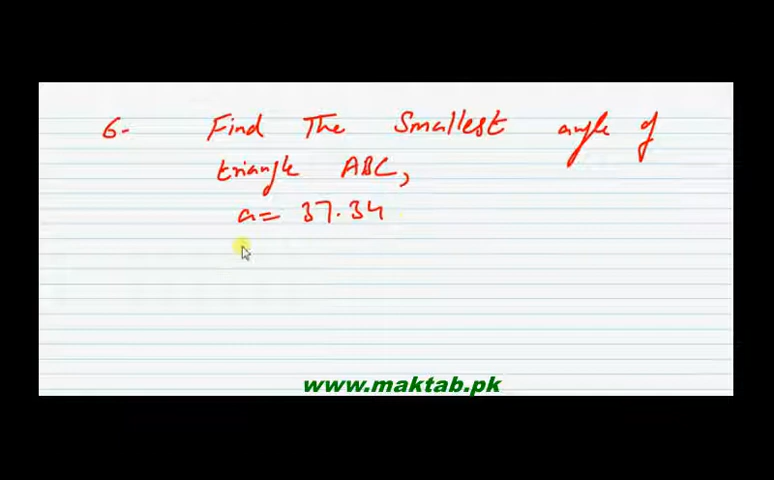 6- Find The Smallest angle of
triangle ABC,
a= 37.34
www.maktab.pk